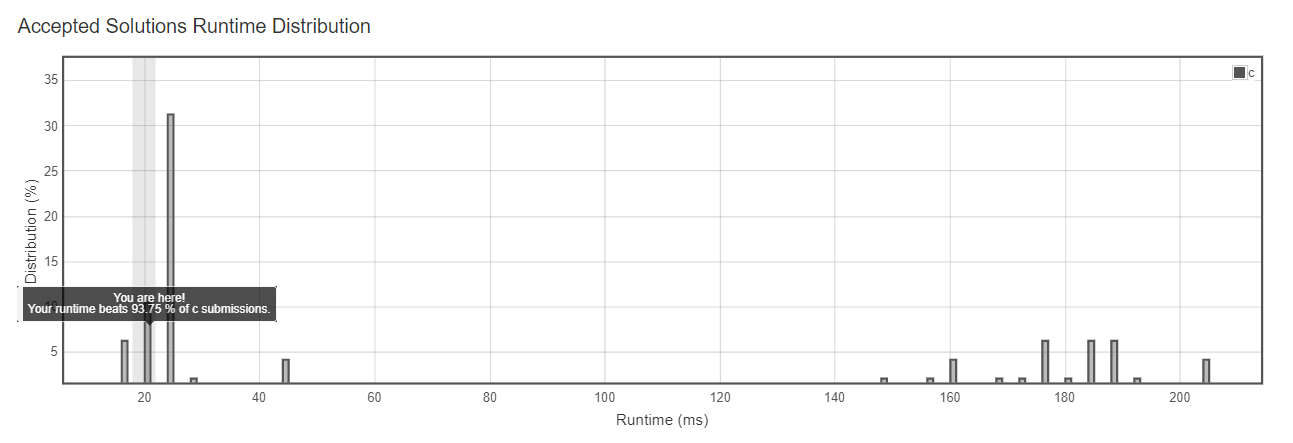 Accepted Solutions Runtime Distribution
c
35
30
25
20
15
10
5
Distribution (%)
You are here!
Your runtime beats 93.75 % of c submissions.
20 40 60 80 100 120 140 160 180 200
Runtime (ms)